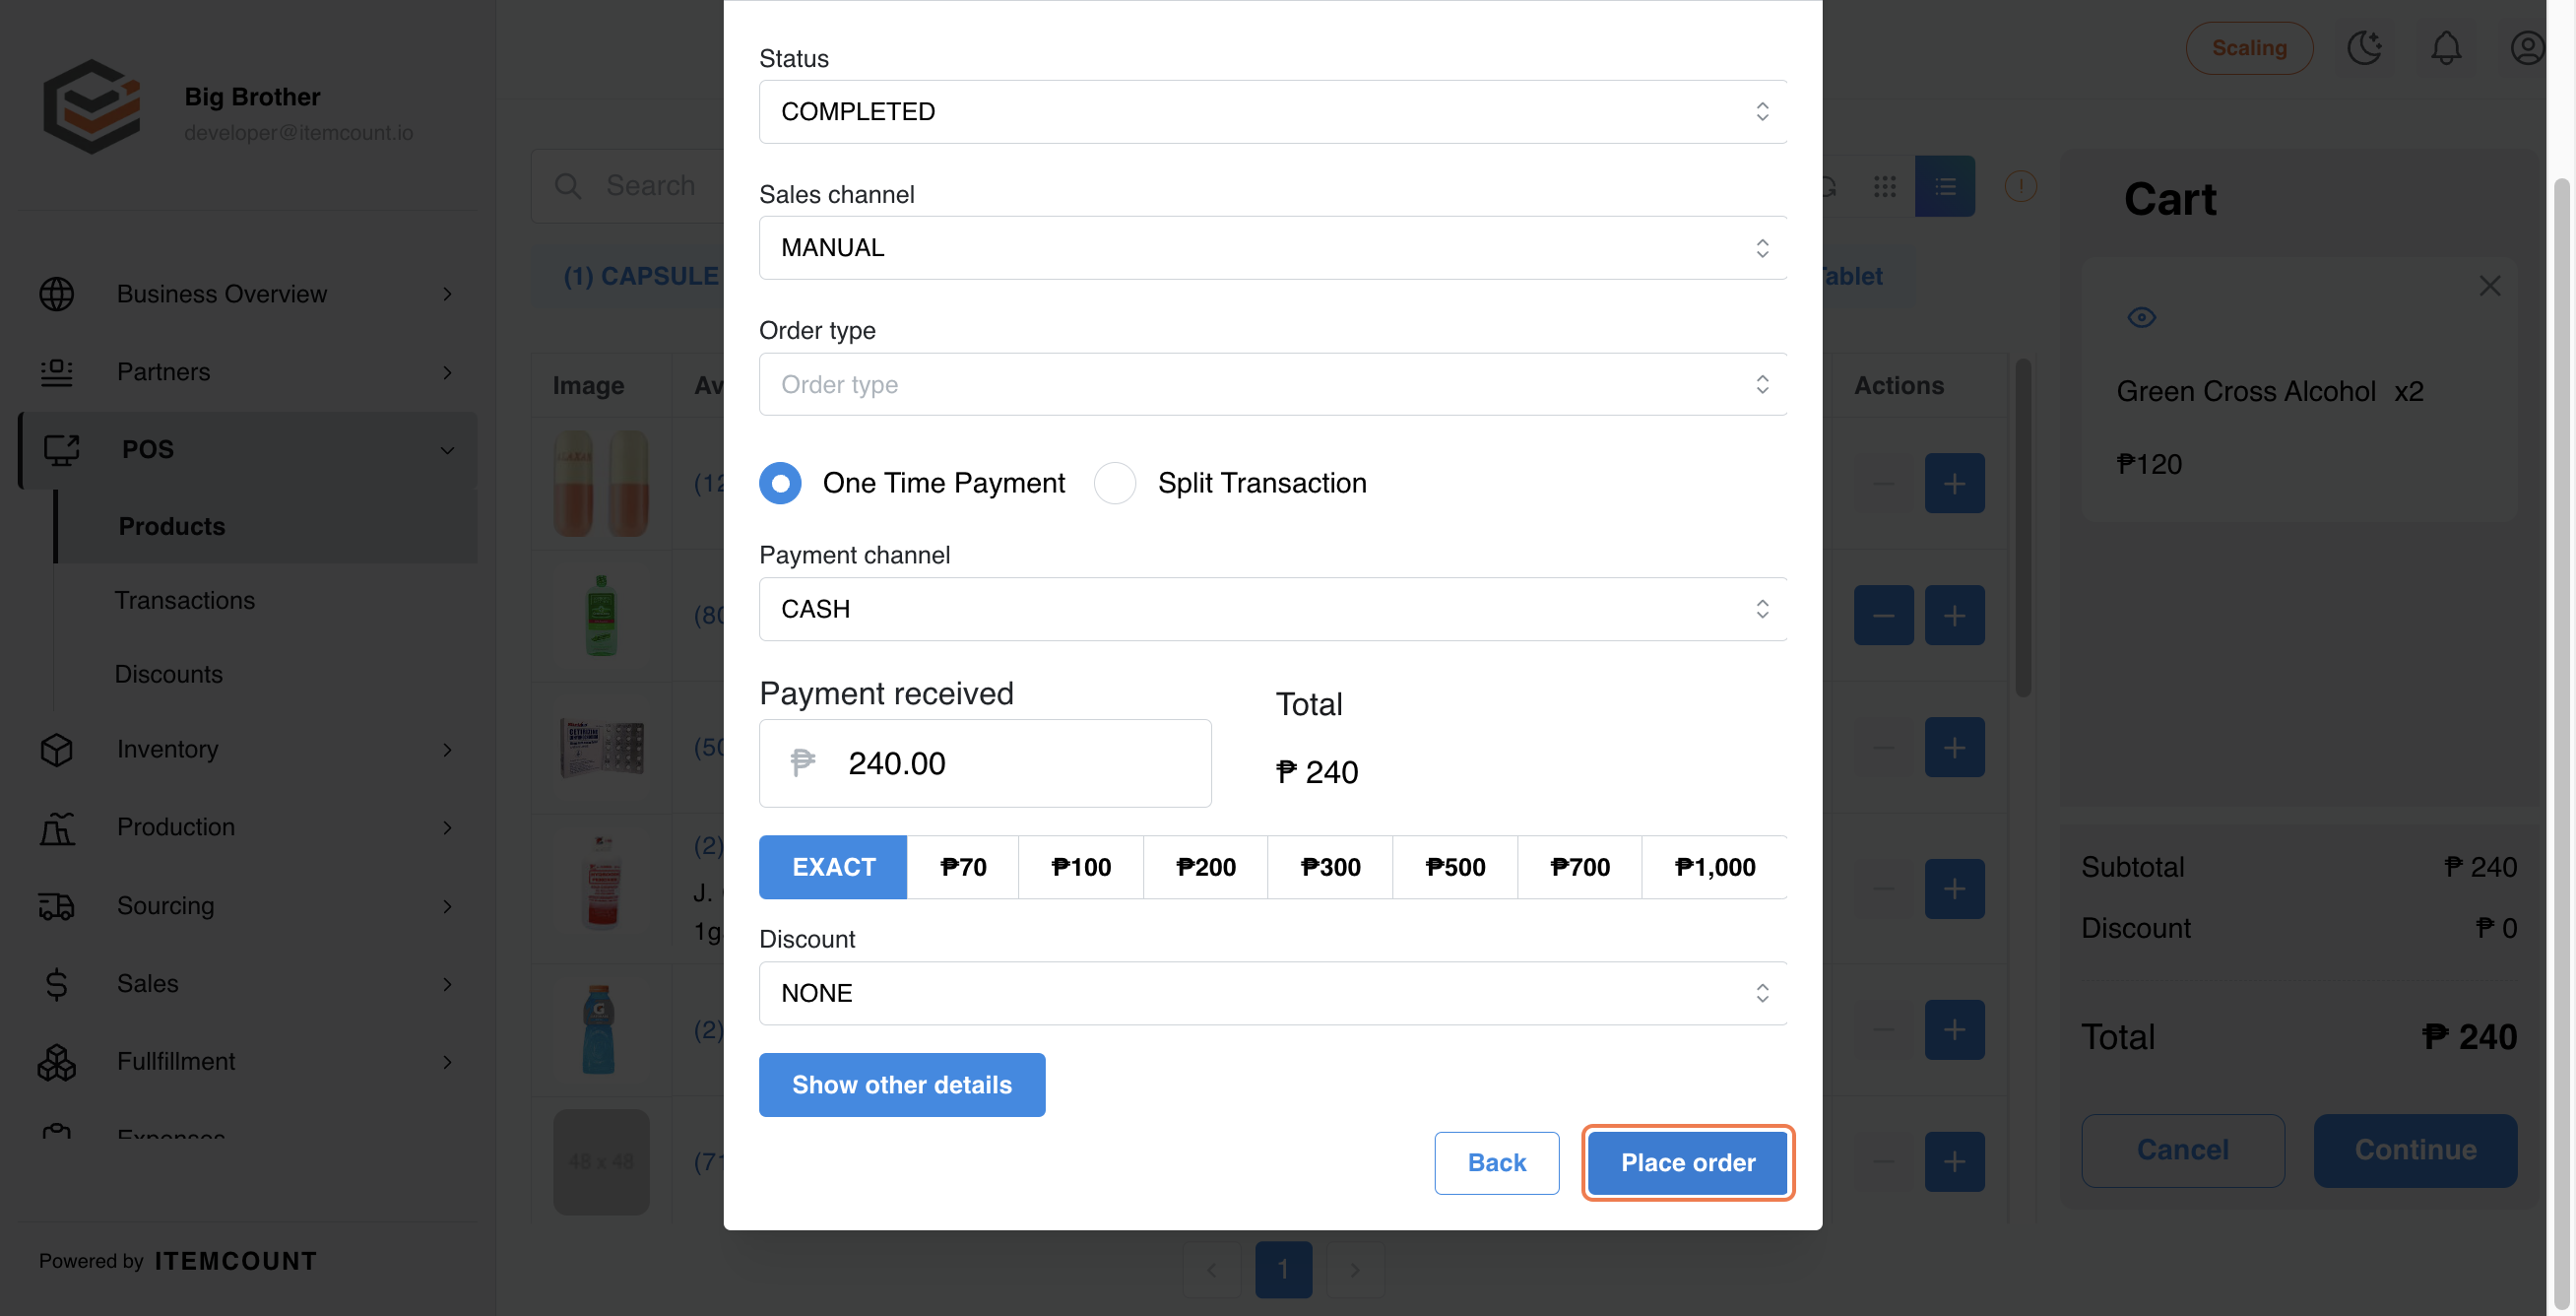 Big Brother
developer@itemcount.io
Business Overview
Partners
POS
Products
Transactions
Discounts
Inventory
Production
Sourcing
Sales
Fullfillment
Expenses
Powered by ITEMCOUNT
Search
(1) CAPSULE
Tablet
Image
Av
Actions
(12
(80
(50
(2)
J.
1g
(2)
48 x 48
(71
Status
COMPLETED
Sales channel
MANUAL
Order type
Order type
One Time Payment
Split Transaction
Payment channel
CASH
Payment received
Total
₱ 240.00
₱ 240
EXACT
₱70
₱100
₱200
₱300
₱500
₱700
₱1,000
Discount
NONE
Show other details
Back
Place order
1
Scaling
Cart
Green Cross Alcohol x2
₱120
Subtotal
₱ 240
Discount
₱ 0
Total
₱ 240
Cancel
Continue